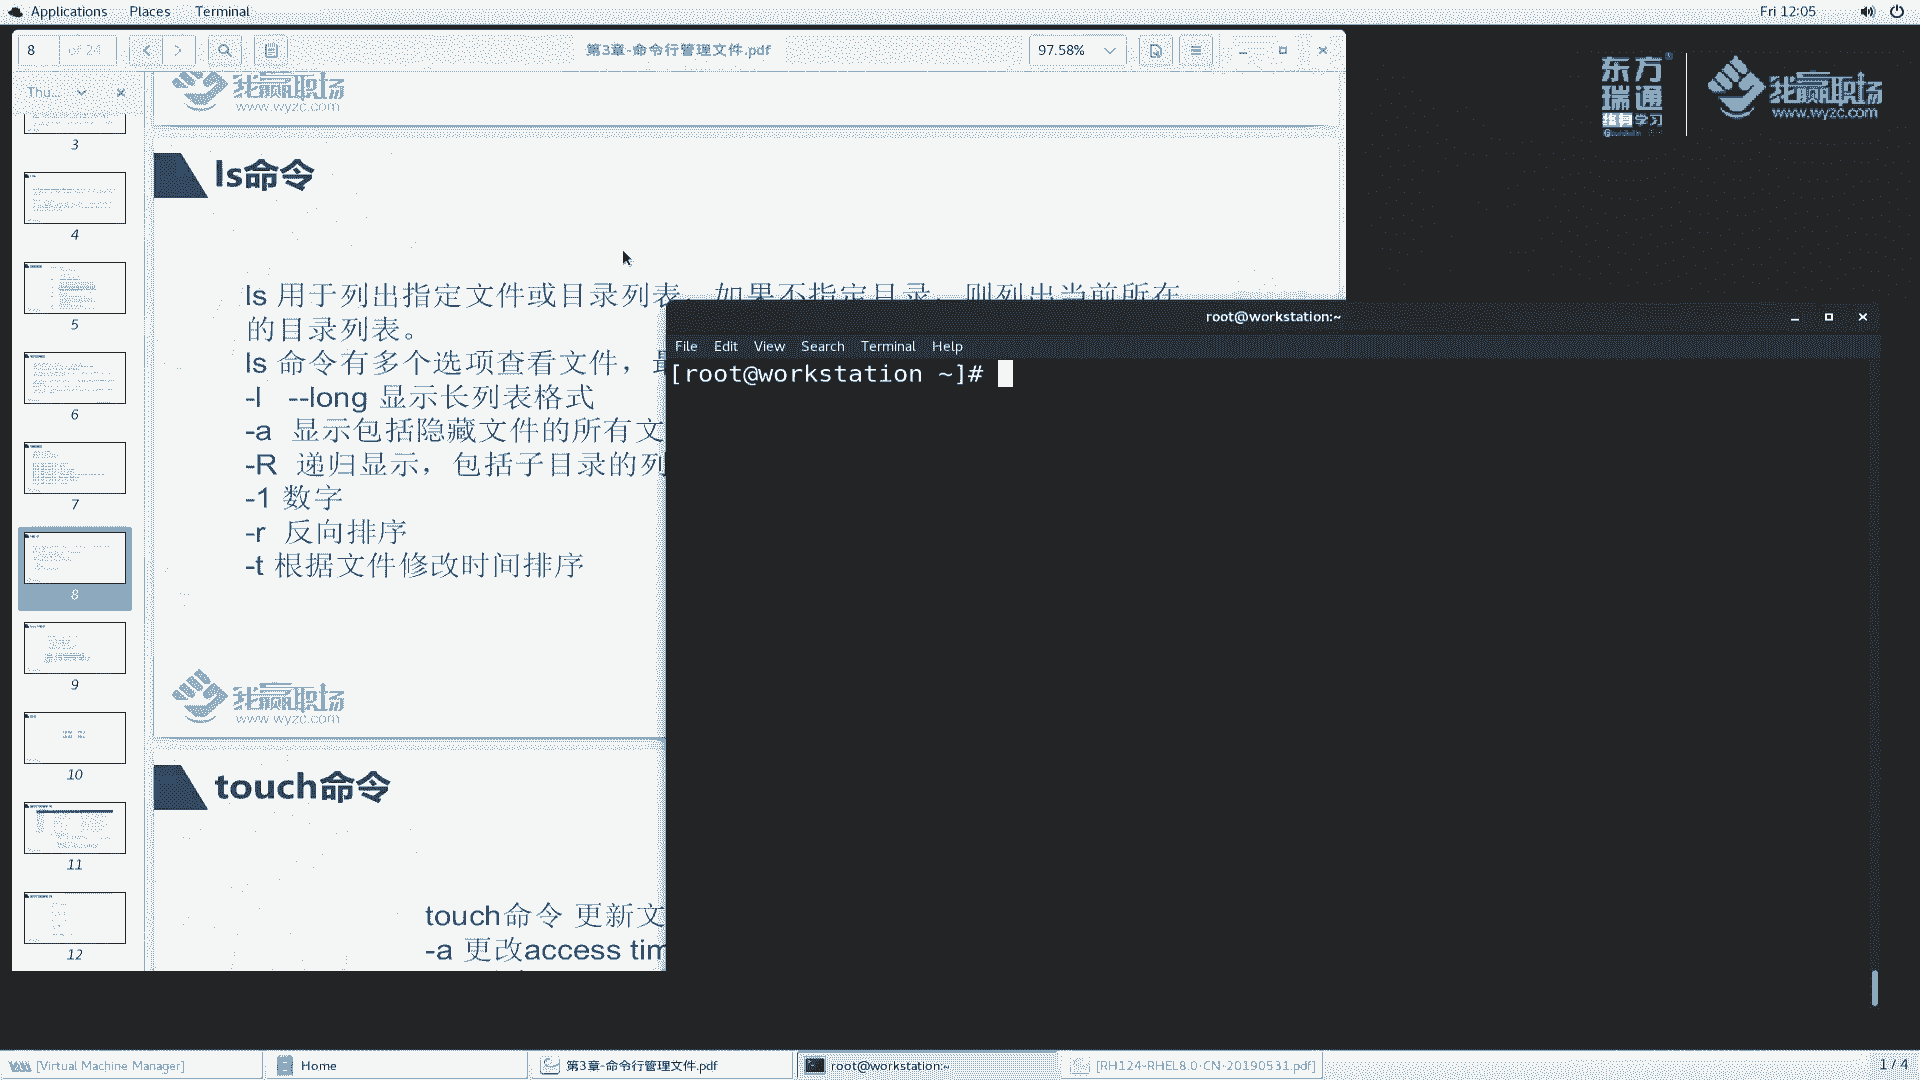 Applications Places Terminal Fri 12:05
8 of 24 第3章-命令行管理文件.pdf 97.58%
Thu...
3
4
5
6
7
8
9
10
11
12
我赢职场
www.wyzc.com
ls命令
ls 用于列出指定文件或目录列表，如果不指定目录，则列出当前所在
的目录列表。
ls 命令有多个选项查看文件，最
-l --long 显示长列表格式
-a 显示包括隐藏文件的所有文
-R 递归显示，包括子目录的列
-1 数字
-r 反向排序
-t 根据文件修改时间排序
我赢职场
www.wyzc.com
touch命令
touch命令 更新文
-a 更改access tim
东方
瑞通
终身学习
我赢职场
www.wyzc.com
root@workstation:~
File Edit View Search Terminal Help
[root@workstation ~]#
[Virtual Machine Manager] Home 第3章-命令行管理文件.pdf root@workstation:~ [RH124-RHEL8.0-CN-20190531.pdf] 1 / 4